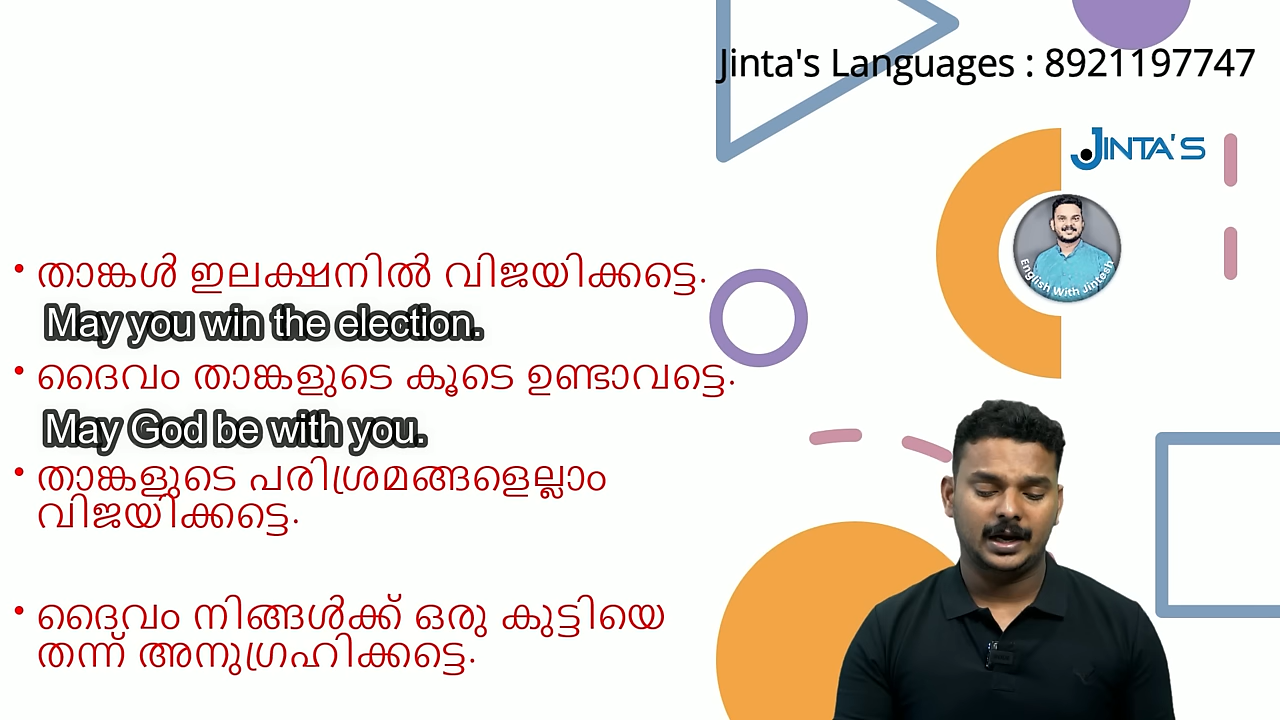 Jinta's Languages : 8921197747
JINTA'S
English With Jintesh
• താങ്കൾ ഇലക്ഷനിൽ വിജയിക്കട്ടെ.
May you win the election.
• ദൈവം താങ്കളുടെ കൂടെ ഉണ്ടാവട്ടെ.
May God be with you.
• താങ്കളുടെ പരിശ്രമങ്ങളെല്ലാം
വിജയിക്കട്ടെ.
• ദൈവം നിങ്ങൾക്ക് ഒരു കുട്ടിയെ
തന്ന് അനുഗ്രഹിക്കട്ടെ.